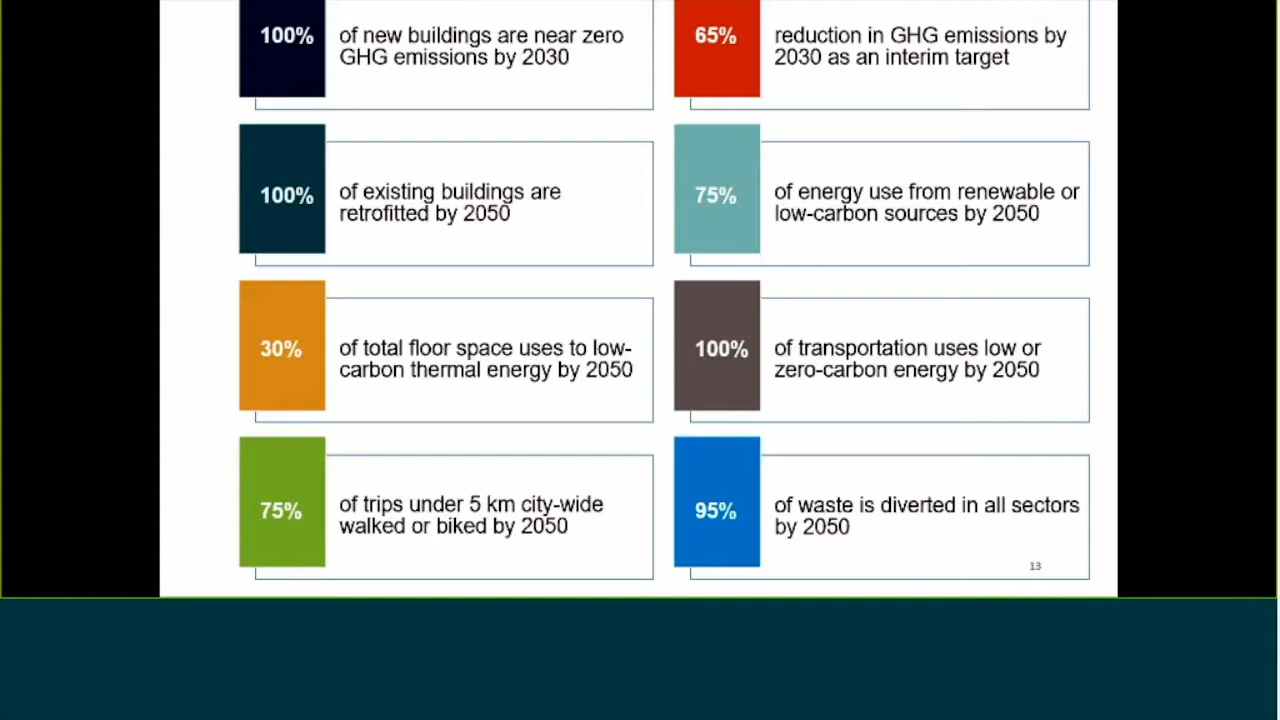 100%
of new buildings are near zero
GHG emissions by 2030
65%
reduction in GHG emissions by
2030 as an interim target
100%
of existing buildings are
retrofitted by 2050
75%
of energy use from renewable or
low-carbon sources by 2050
30%
of total floor space uses to low-
carbon thermal energy by 2050
100%
of transportation uses low or
zero-carbon energy by 2050
75%
of trips under 5 km city-wide
walked or biked by 2050
95%
of waste is diverted in all sectors
by 2050
13